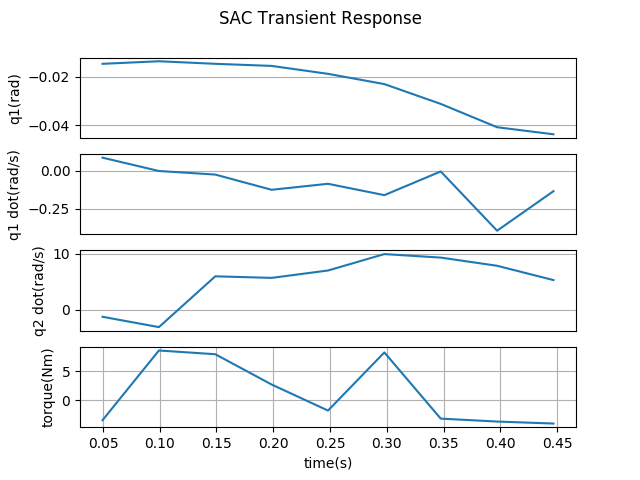 SAC Transient Response
q1(rad)
−0.02
−0.04
q1 dot(rad/s)
0.00
−0.25
q2 dot(rad/s)
10
0
torque(Nm)
5
0
0.05 0.10 0.15 0.20 0.25 0.30 0.35 0.40 0.45
time(s)